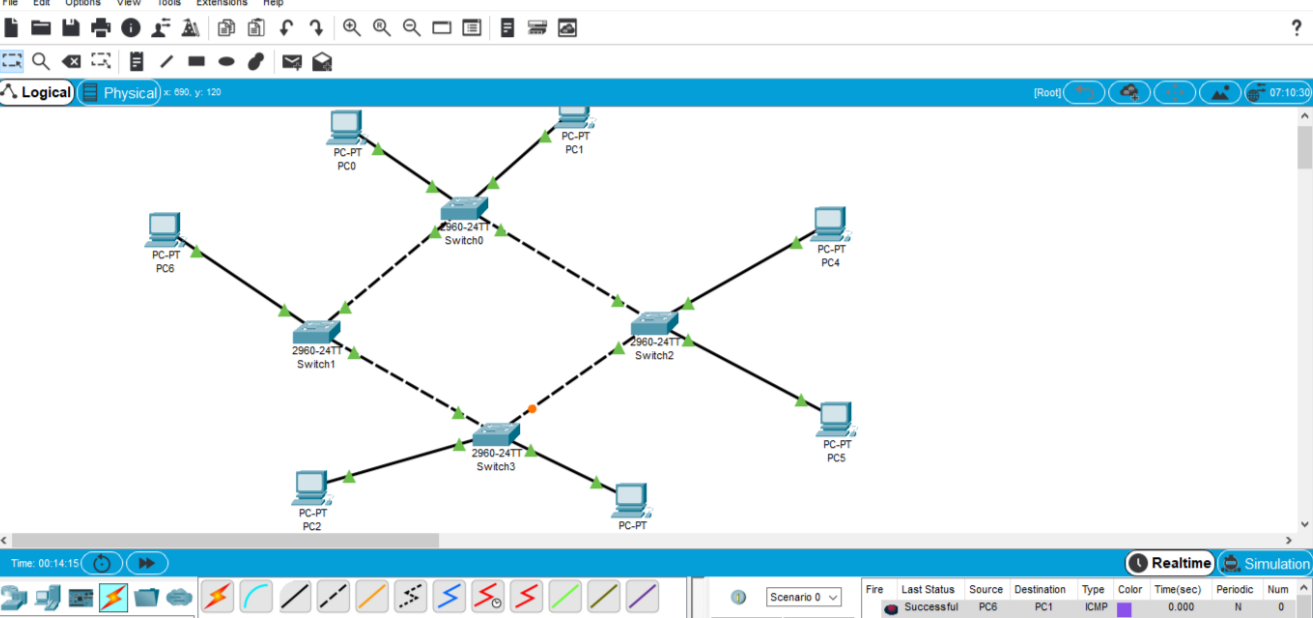 File Edit Options View Tools Extensions Help
Logical Physical x: 690, y: 120 [Root] 07:10:30
PC-PT
PC0
PC-PT
PC1
2960-24TT
Switch0
PC-PT
PC6
PC-PT
PC4
2960-24TT
Switch1
2960-24TT
Switch2
PC-PT
PC5
2960-24TT
Switch3
PC-PT
PC2
PC-PT
Time: 00:14:15 Realtime Simulation
Scenario 0
Fire Last Status Source Destination Type Color Time(sec) Periodic Num
Successful PC6 PC1 ICMP 0.000 N 0